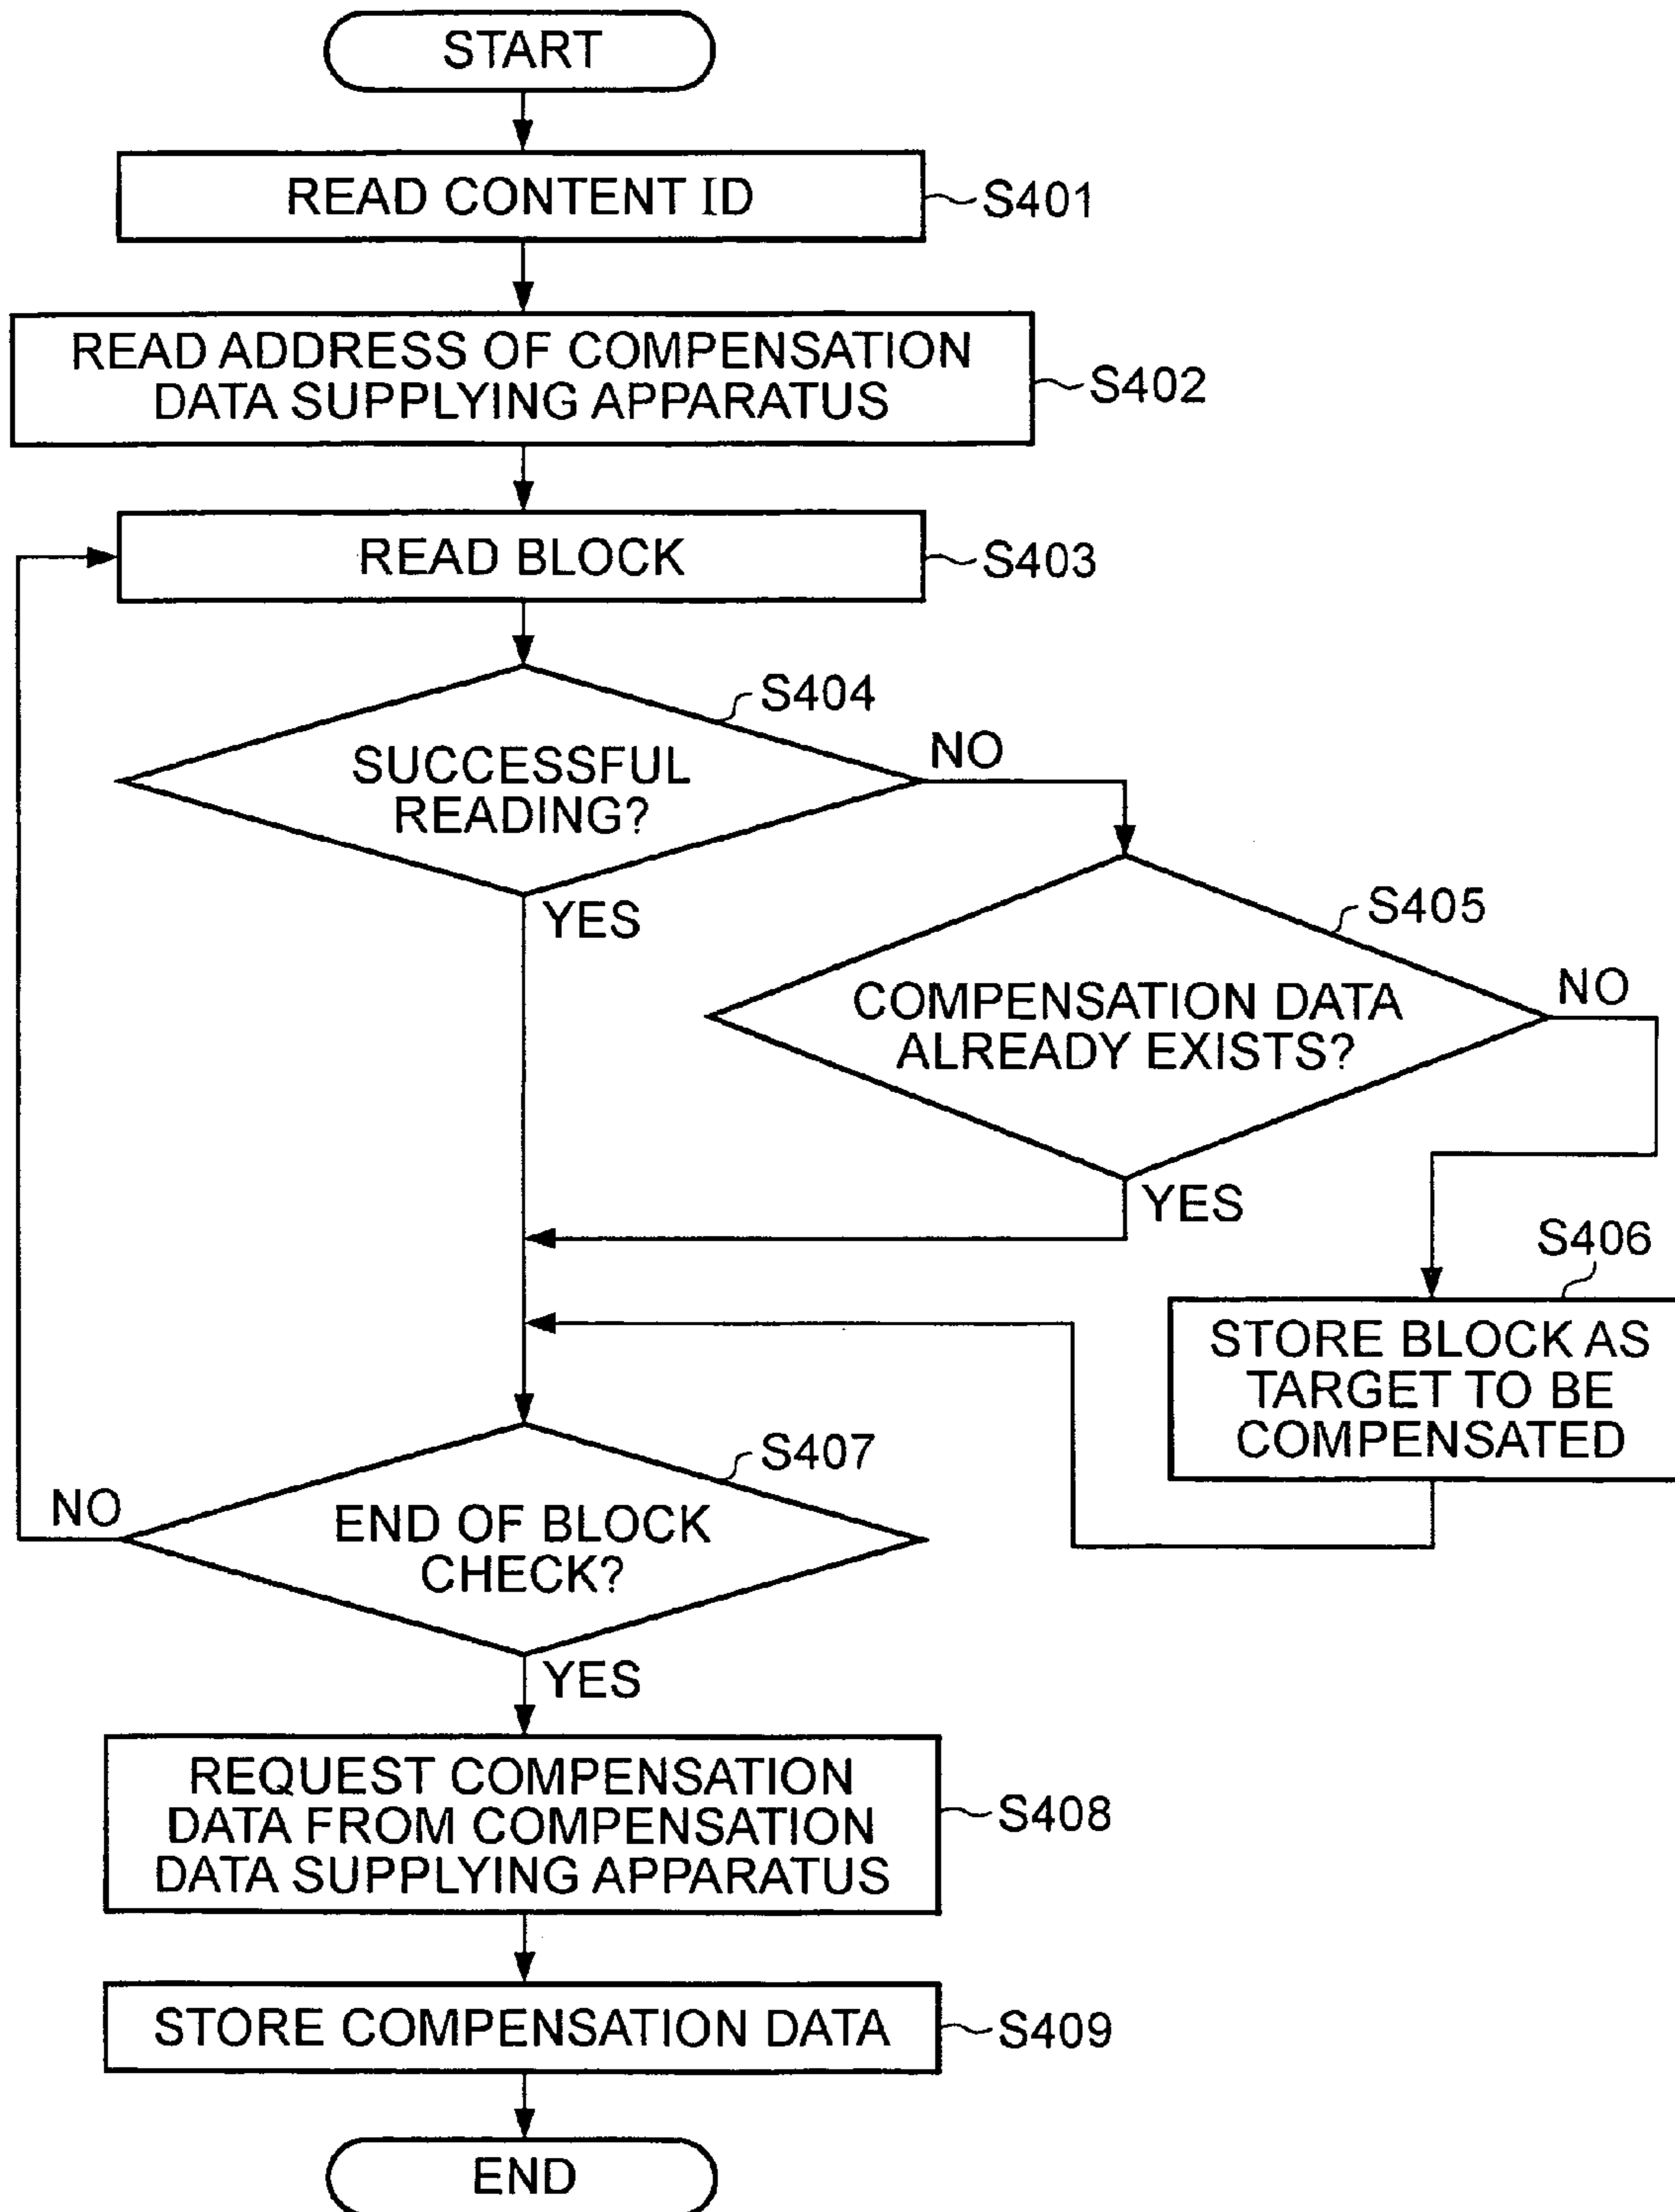 START
READ CONTENT ID
S401
READ ADDRESS OF COMPENSATION
DATA SUPPLYING APPARATUS
S402
READ BLOCK
S403
S404
SUCCESSFUL
READING?
NO
YES
S405
COMPENSATION DATA
ALREADY EXISTS?
NO
YES
S406
STORE BLOCK AS
TARGET TO BE
COMPENSATED
S407
END OF BLOCK
CHECK?
NO
YES
REQUEST COMPENSATION
DATA FROM COMPENSATION
DATA SUPPLYING APPARATUS
S408
STORE COMPENSATION DATA
S409
END